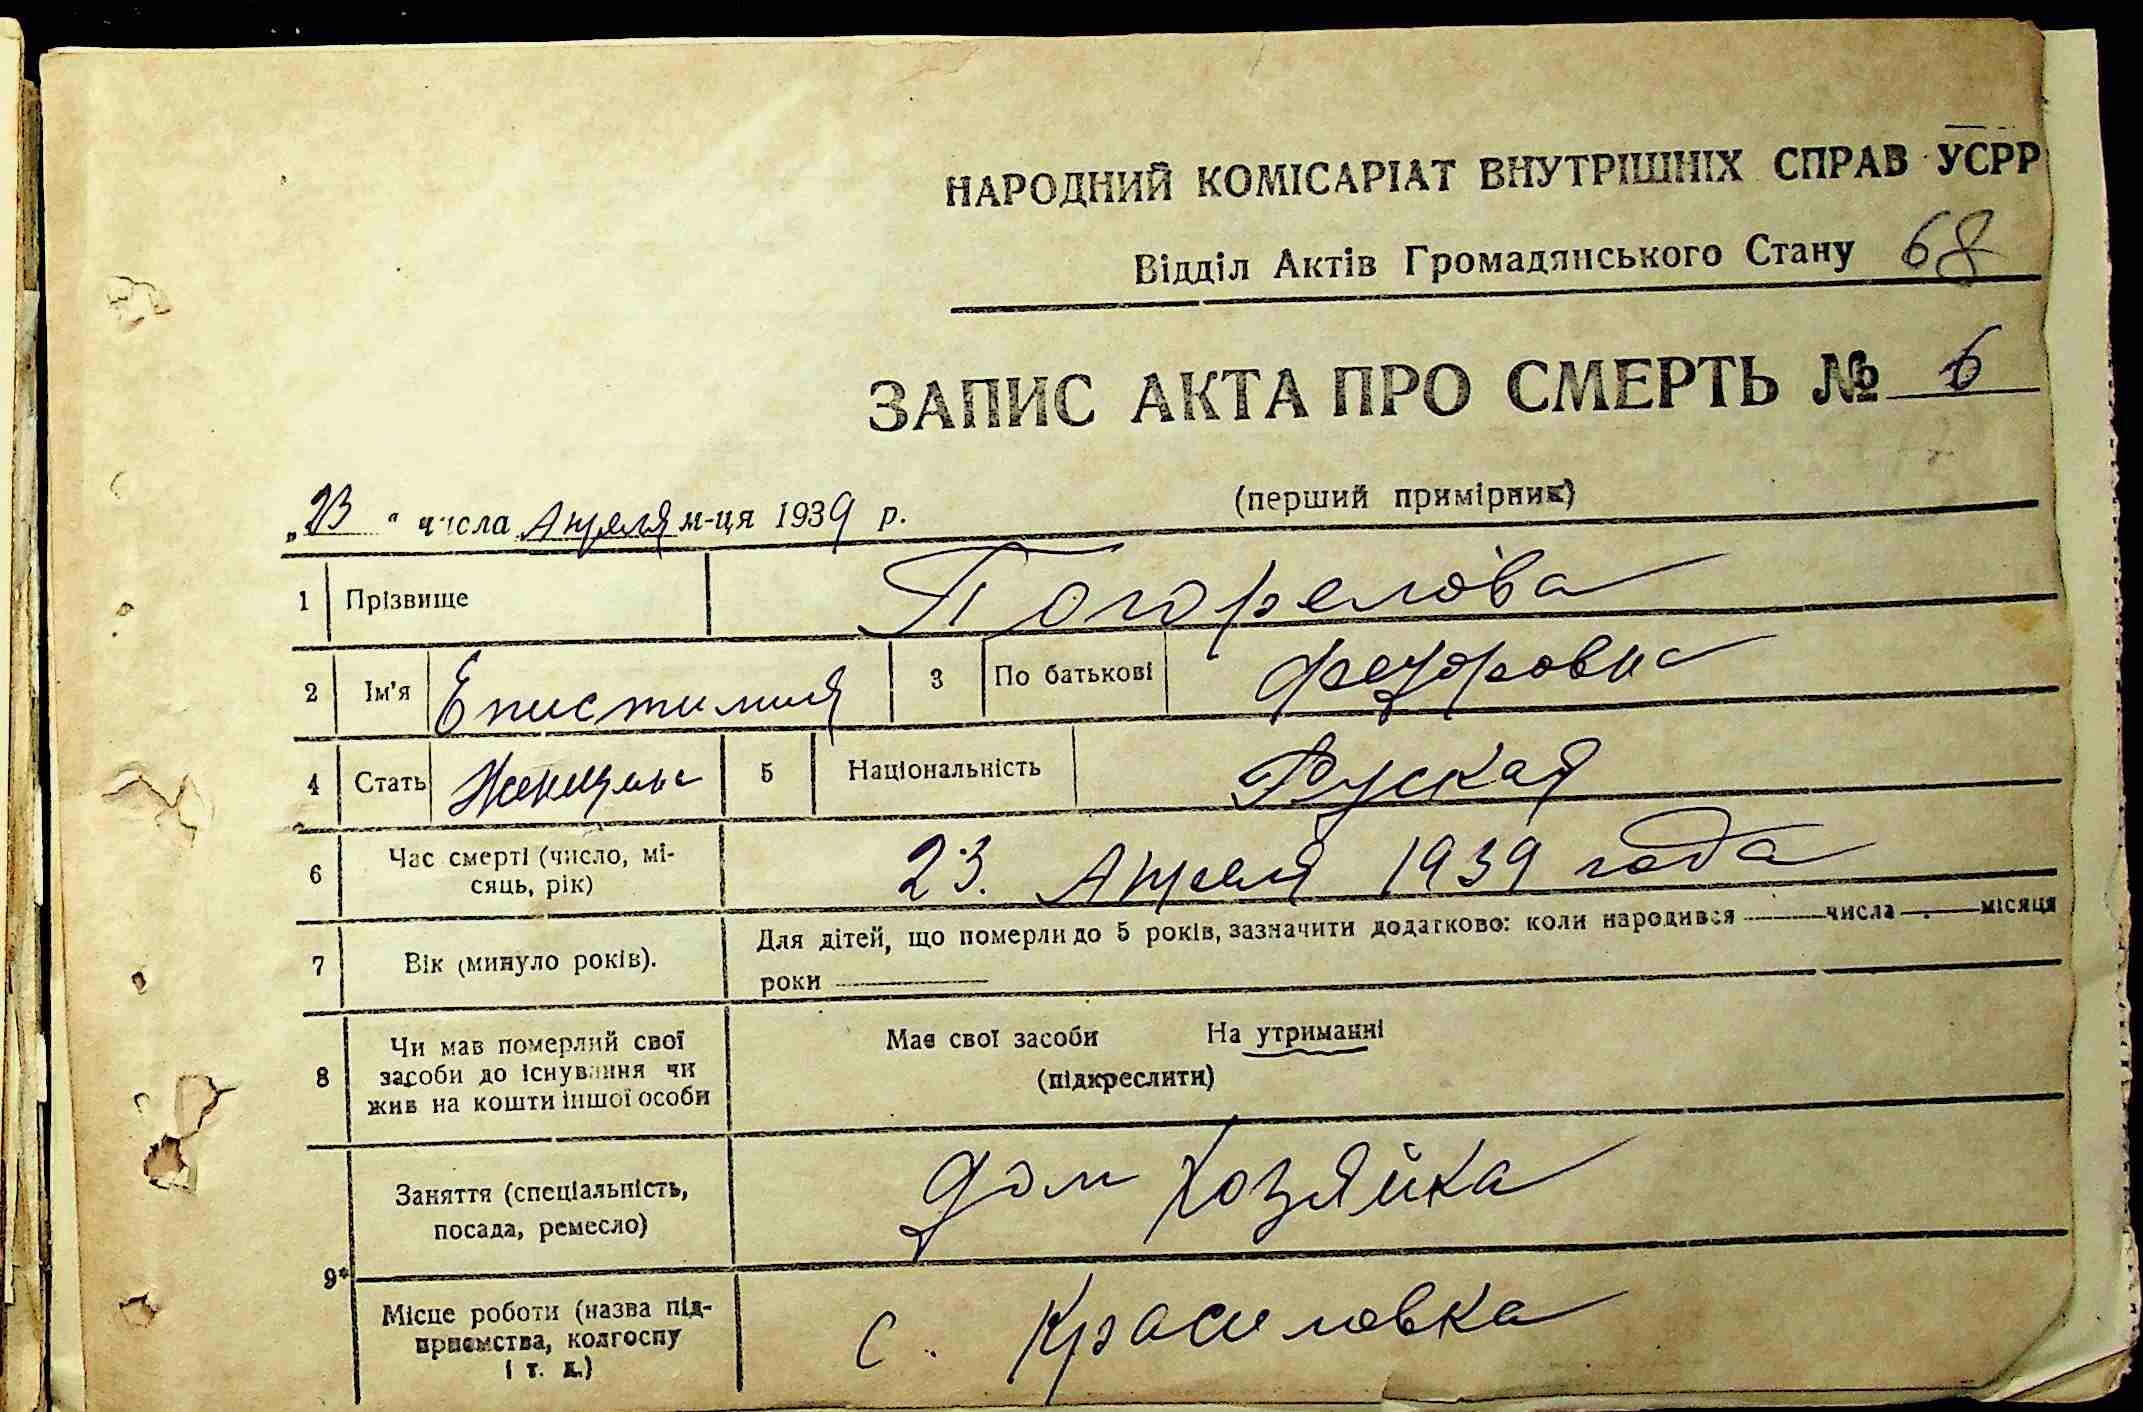 НАРОДНИЙ КОМІСАРІАТ ВНУТРІШНІХ СПРАВ УСРР
Відділ Актів Громадянського Стану 68
ЗАПИС АКТА ПРО СМЕРТЬ № 6
(перший примірник)
„23 " числа Апреля м-ця 1939 р.
1 Прізвище Погорелова
2 Ім'я Епистимия 3 По батькові Федоровна
4 Стать Женщина 5 Національність Руская
6 Час смерті (число, мі-
сяць, рік) 23. Апреля 1939 года
7 Вік (минуло років). Для дітей, що померли до 5 років, зазначити додатково: коли народився — числа — місяця
роки
8 Чи мав померлий свої
засоби до існування чи
жив на кошти іншої особи
Має свої засоби На утриманні
(підкреслити)
9* Заняття (спеціальність,
посада, ремесло) Дом Хозяйка
Місце роботи (назва під-
приємства, колгоспу
і т. д.) с. Красиловка